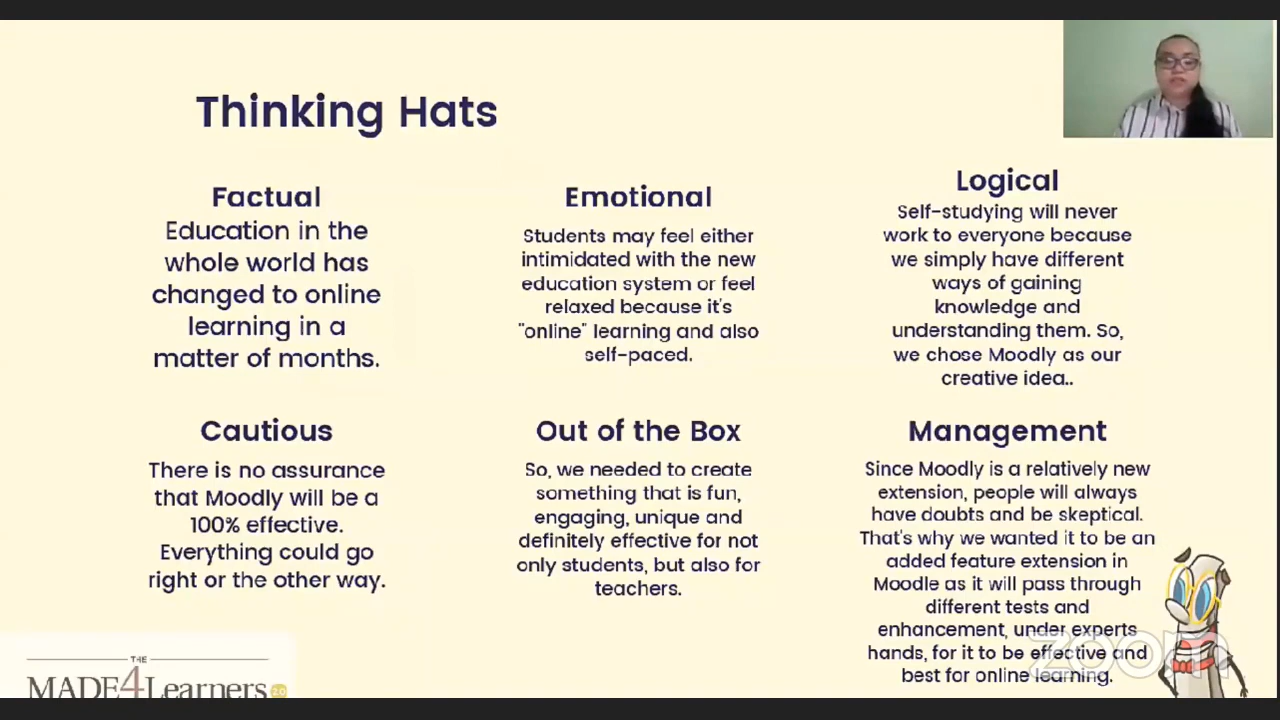 Thinking Hats
Factual
Education in the
whole world has
changed to online
learning in a
matter of months.
Emotional
Students may feel either
intimidated with the new
education system or feel
relaxed because it's
"online" learning and also
self-paced.
Logical
Self-studying will never
work to everyone because
we simply have different
ways of gaining
knowledge and
understanding them. So,
we chose Moodly as our
creative idea..
Cautious
There is no assurance
that Moodly will be a
100% effective.
Everything could go
right or the other way.
Out of the Box
So, we needed to create
something that is fun,
engaging, unique and
definitely effective for not
only students, but also for
teachers.
Management
Since Moodly is a relatively new
extension, people will always
have doubts and be skeptical.
That's why we wanted it to be an
added feature extension in
Moodle as it will pass through
different tests and
enhancement, under experts
hands, for it to be effective and
best for online learning.
THE
MADE4Learners 2.0
zoom